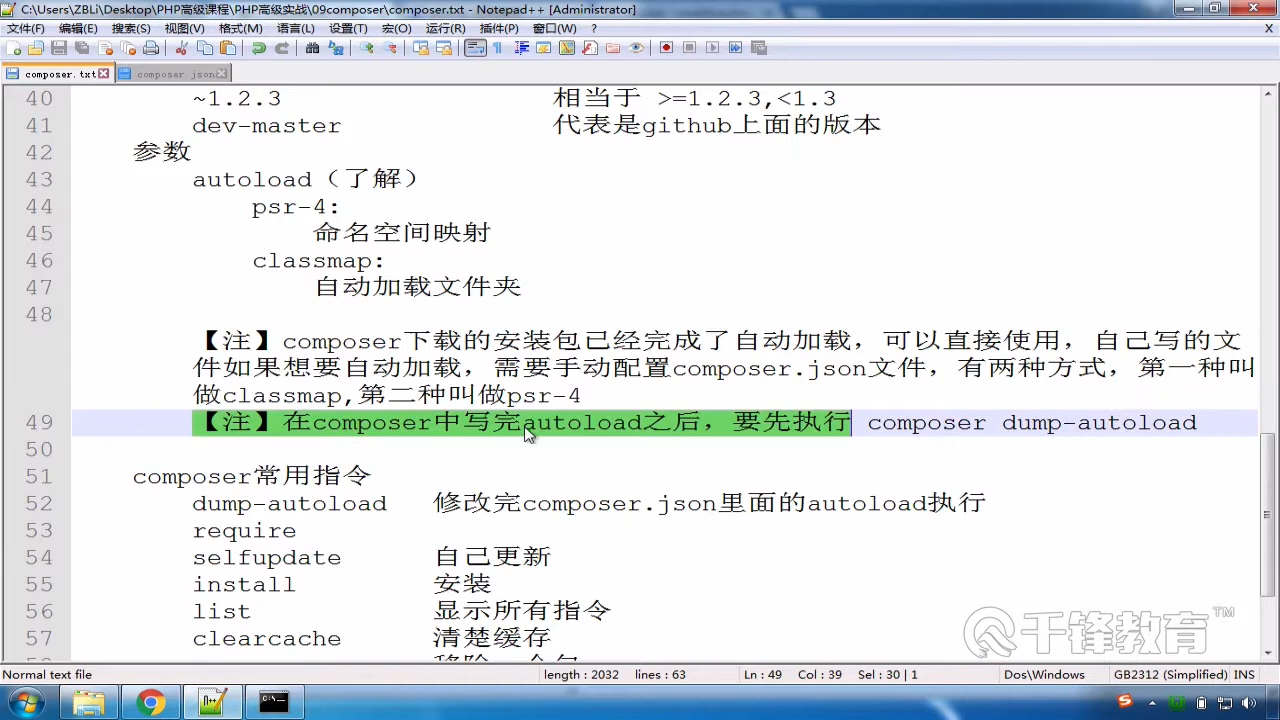 C:\Users\ZBLi\Desktop\PHP高级课程\PHP高级实战\09composer\composer.txt - Notepad++ [Administrator]
文件(F) 编辑(E) 搜索(S) 视图(V) 格式(M) 语言(L) 设置(T) 宏(O) 运行(R) 插件(P) 窗口(W) ? X
composer.txt composer.json
40 ~1.2.3 相当于 >=1.2.3,<1.3
41 dev-master 代表是github上面的版本
42 参数
43 autoload（了解）
44 psr-4:
45 命名空间映射
46 classmap:
47 自动加载文件夹
48
【注】composer下载的安装包已经完成了自动加载，可以直接使用，自己写的文
件如果想要自动加载，需要手动配置composer.json文件，有两种方式，第一种叫
做classmap,第二种叫做psr-4
49 【注】在composer中写完autoload之后，要先执行 composer dump-autoload
50
51 composer常用指令
52 dump-autoload 修改完composer.json里面的autoload执行
53 require
54 selfupdate 自己更新
55 install 安装
56 list 显示所有指令
57 clearcache 清楚缓存
千锋教育™
Normal text file length : 2032 lines : 63 Ln : 49 Col : 39 Sel : 30 | 1 Dos\Windows GB2312 (Simplified) INS